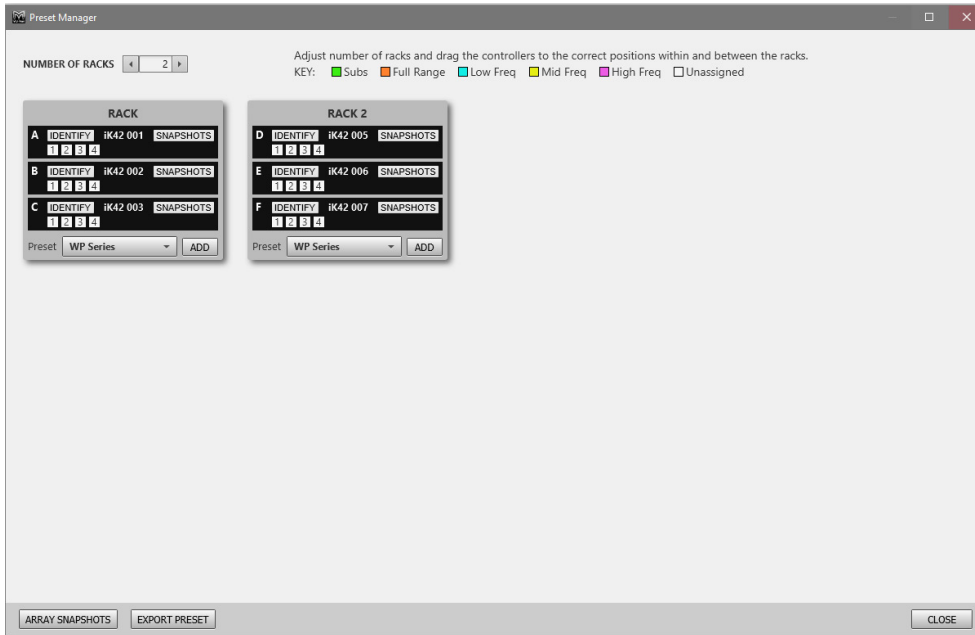 Preset Manager
NUMBER OF RACKS 2
Adjust number of racks and drag the controllers to the correct positions within and between the racks.
KEY: Subs Full Range Low Freq Mid Freq High Freq Unassigned
RACK
A IDENTIFY iK42 001 SNAPSHOTS
1 2 3 4
B IDENTIFY iK42 002 SNAPSHOTS
1 2 3 4
C IDENTIFY iK42 003 SNAPSHOTS
1 2 3 4
Preset WP Series ADD
RACK 2
D IDENTIFY iK42 005 SNAPSHOTS
1 2 3 4
E IDENTIFY iK42 006 SNAPSHOTS
1 2 3 4
F IDENTIFY iK42 007 SNAPSHOTS
1 2 3 4
Preset WP Series ADD
ARRAY SNAPSHOTS EXPORT PRESET CLOSE